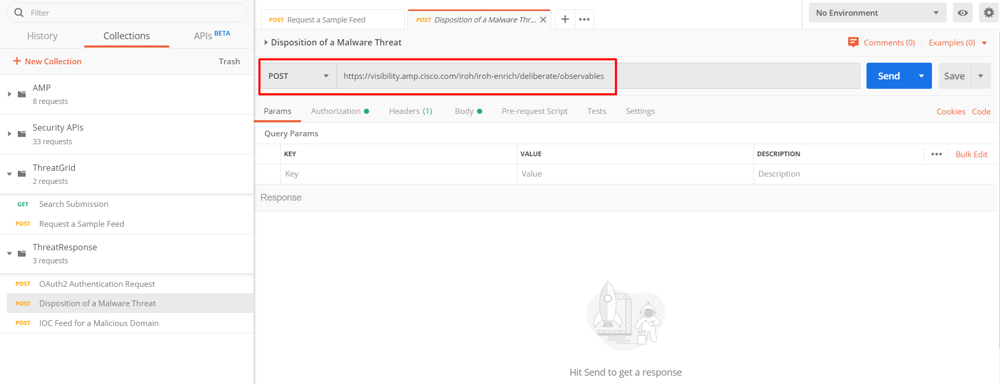 Filter
History
Collections
APIs BETA
New Collection
Trash
AMP
8 requests
Security APIs
33 requests
ThreatGrid
2 requests
GET Search Submission
POST Request a Sample Feed
ThreatResponse
3 requests
POST OAuth2 Authentication Request
POST Disposition of a Malware Threat
POST IOC Feed for a Malicious Domain
POST Request a Sample Feed
POST Disposition of a Malware Thr...
No Environment
Disposition of a Malware Threat
Comments (0)
Examples (0)
POST
https://visibility.amp.cisco.com/iroh/iroh-enrich/deliberate/observables
Send
Save
Params
Authorization
Headers (1)
Body
Pre-request Script
Tests
Settings
Cookies
Code
Query Params
KEY
VALUE
DESCRIPTION
Bulk Edit
Key
Value
Description
Response
Hit Send to get a response